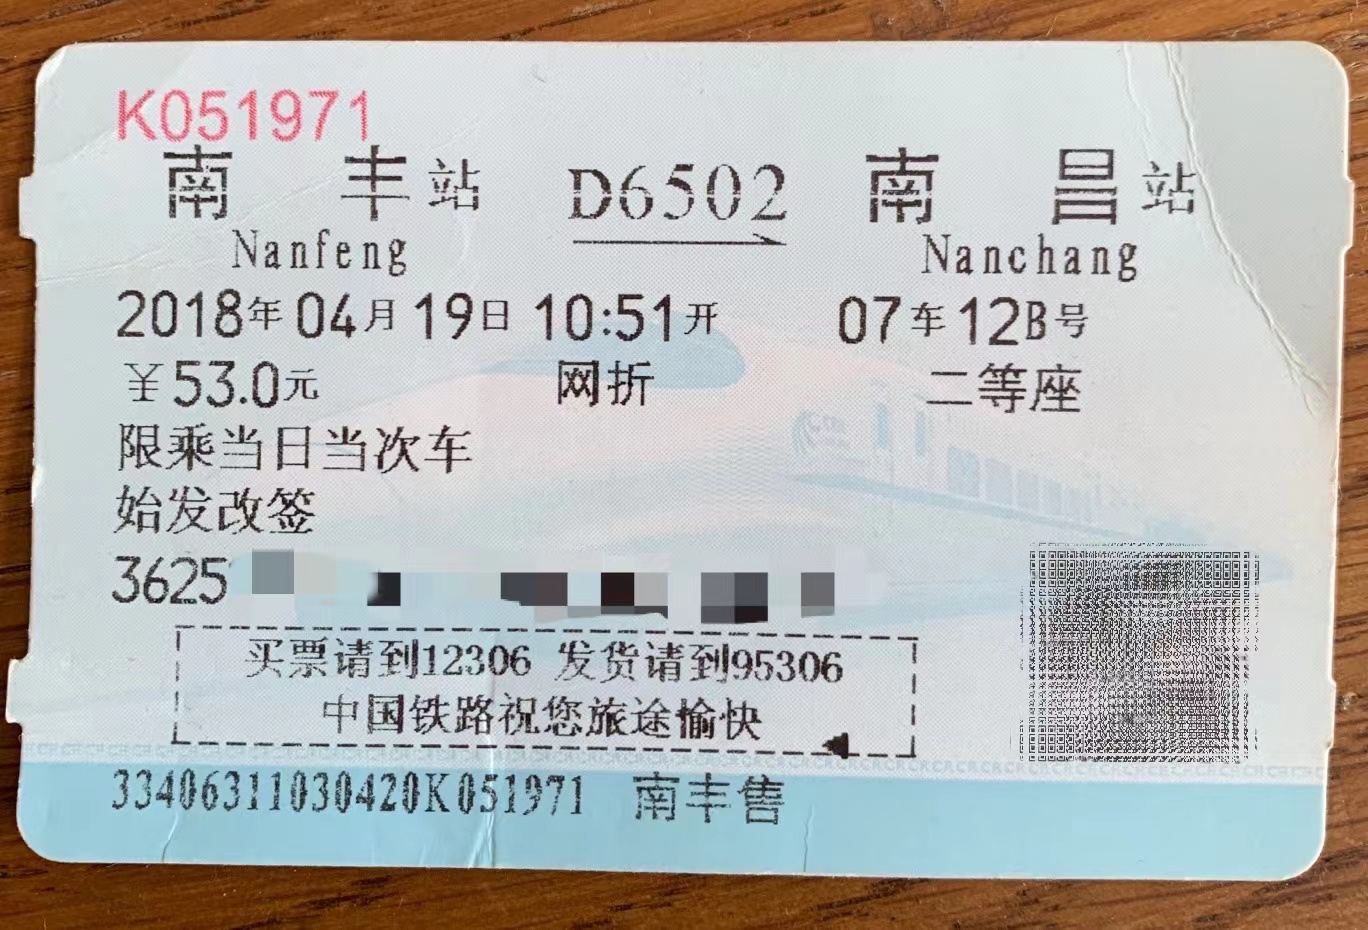 K051971
南丰站 D6502 南昌站
Nanfeng Nanchang
2018年04月19日 10:51开 07车12B号
￥53.0元 网折 二等座
限乘当日当次车
始发改签
3625
买票请到12306 发货请到95306
中国铁路祝您旅途愉快
33406311030420K051971 南丰售